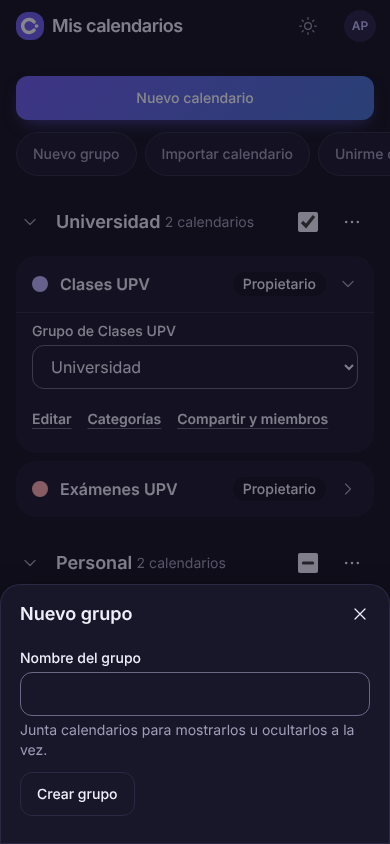 Mis calendarios
AP
Nuevo calendario
Nuevo grupo
Importar calendario
Unirme
Universidad 2 calendarios
Clases UPV
Propietario
Grupo de Clases UPV
Universidad
Editar
Categorías
Compartir y miembros
Exámenes UPV
Propietario
Personal 2 calendarios
Nuevo grupo
Nombre del grupo
Junta calendarios para mostrarlos u ocultarlos a la
vez.
Crear grupo